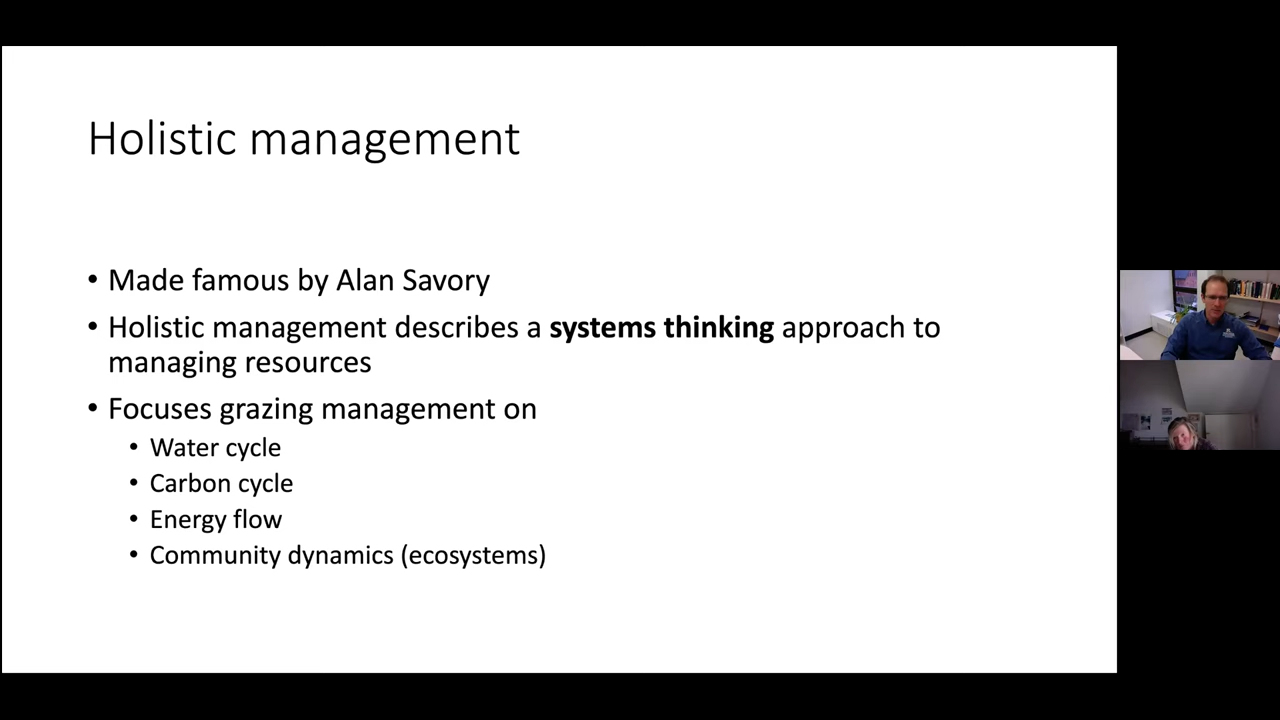 Holistic management
• Made famous by Alan Savory
• Holistic management describes a systems thinking approach to
managing resources
• Focuses grazing management on
• Water cycle
• Carbon cycle
• Energy flow
• Community dynamics (ecosystems)